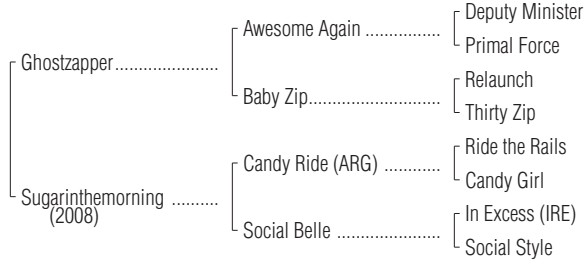 Deputy Minister
Awesome Again ................
Primal Force
Ghostzapper......................
Relaunch
Baby Zip............................
Thirty Zip
Ride the Rails
Candy Ride (ARG) ............
Candy Girl
Sugarinthemorning ..........
(2008)
In Excess (IRE)
Social Belle ......................
Social Style